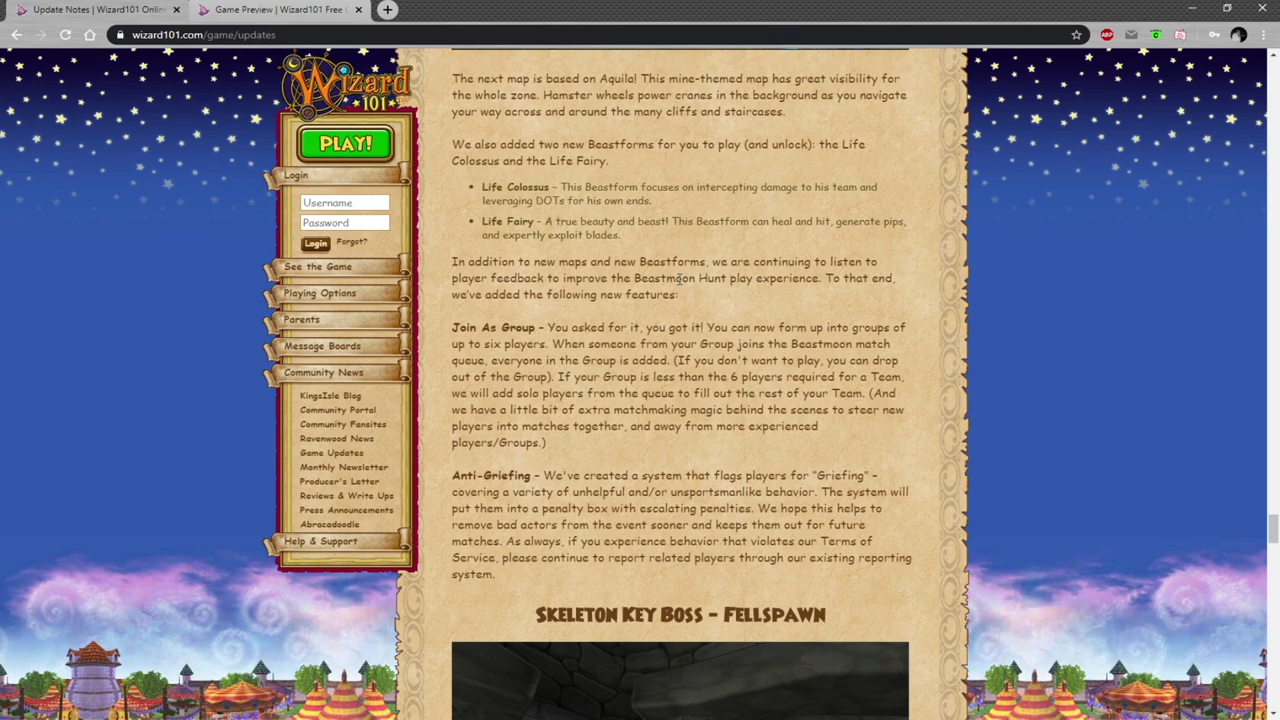 Update Notes | Wizard101 Onlin
Game Preview | Wizard101 Free
wizard101.com/game/updates
ABP
Wizard
101
PLAY!
Login
Username
Password
Login Forgot?
See the Game
Playing Options
Parents
Message Boards
Community News
KingsIsle Blog
Community Portal
Community Fansites
Ravenwood News
Game Updates
Monthly Newsletter
Producer's Letter
Reviews & Write Ups
Press Announcements
Abracadoodle
Help & Support
The next map is based on Aquila! This mine-themed map has great visibility for
the whole zone. Hamster wheels power cranes in the background as you navigate
your way across and around the many cliffs and staircases.
We also added two new Beastforms for you to play (and unlock): the Life
Colossus and the Life Fairy.
• Life Colossus - This Beastform focuses on intercepting damage to his team and
leveraging DOTs for his own ends.
• Life Fairy - A true beauty and beast! This Beastform can heal and hit, generate pips,
and expertly exploit blades.
In addition to new maps and new Beastforms, we are continuing to listen to
player feedback to improve the Beastmoon Hunt play experience. To that end,
we've added the following new features:
Join As Group - You asked for it, you got it! You can now form up into groups of
up to six players. When someone from your Group joins the Beastmoon match
queue, everyone in the Group is added. (If you don't want to play, you can drop
out of the Group). If your Group is less than the 6 players required for a Team,
we will add solo players from the queue to fill out the rest of your Team. (And
we have a little bit of extra matchmaking magic behind the scenes to steer new
players into matches together, and away from more experienced
players/Groups.)
Anti-Griefing - We've created a system that flags players for "Griefing" -
covering a variety of unhelpful and/or unsportsmanlike behavior. The system will
put them into a penalty box with escalating penalties. We hope this helps to
remove bad actors from the event sooner and keeps them out for future
matches. As always, if you experience behavior that violates our Terms of
Service, please continue to report related players through our existing reporting
system.
SKELETON KEY BOSS - FELLSPAWN